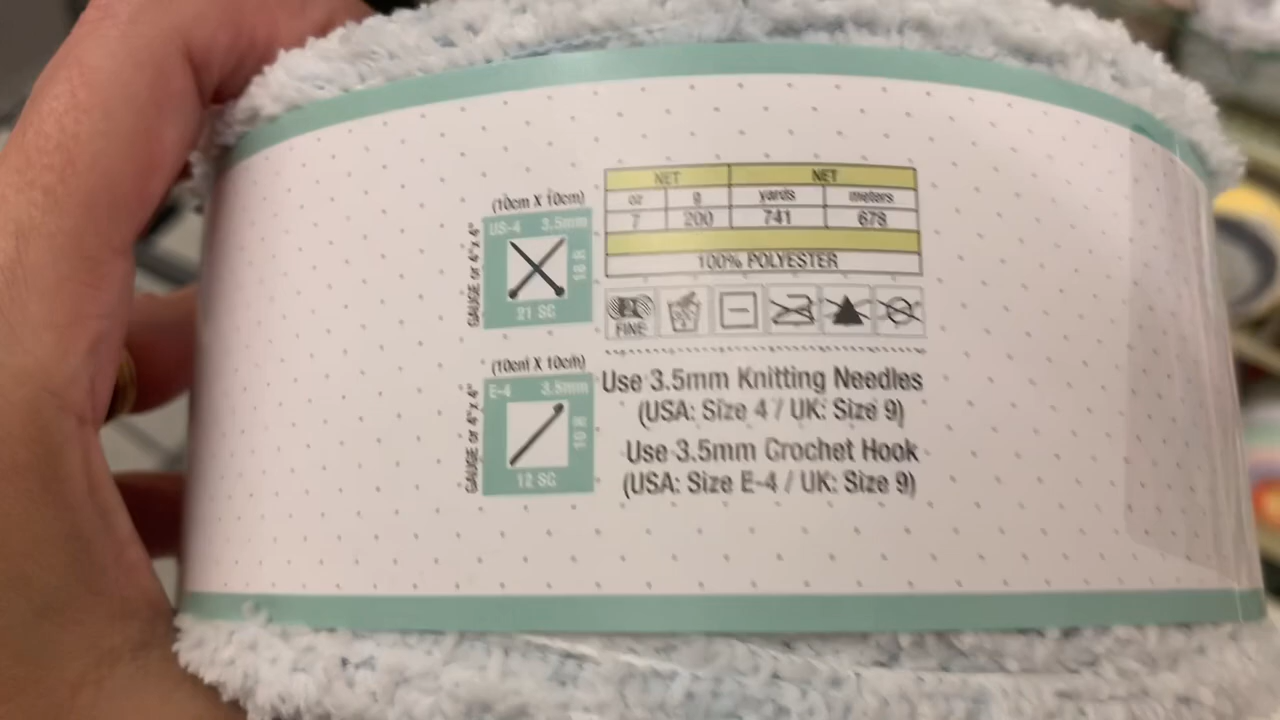 (10cm X 10cm)
GAUGE or 4"x 4"
US-4 3.5mm
18 R
21 SC
NET NET
oz g yards meters
7 200 741 678
100% POLYESTER
2
FINE
(10cm X 10cm)
GAUGE or 4"x 4"
E-4 3.5mm
12 SC
Use 3.5mm Knitting Needles
(USA: Size 4 / UK: Size 9)
Use 3.5mm Crochet Hook
(USA: Size E-4 / UK: Size 9)